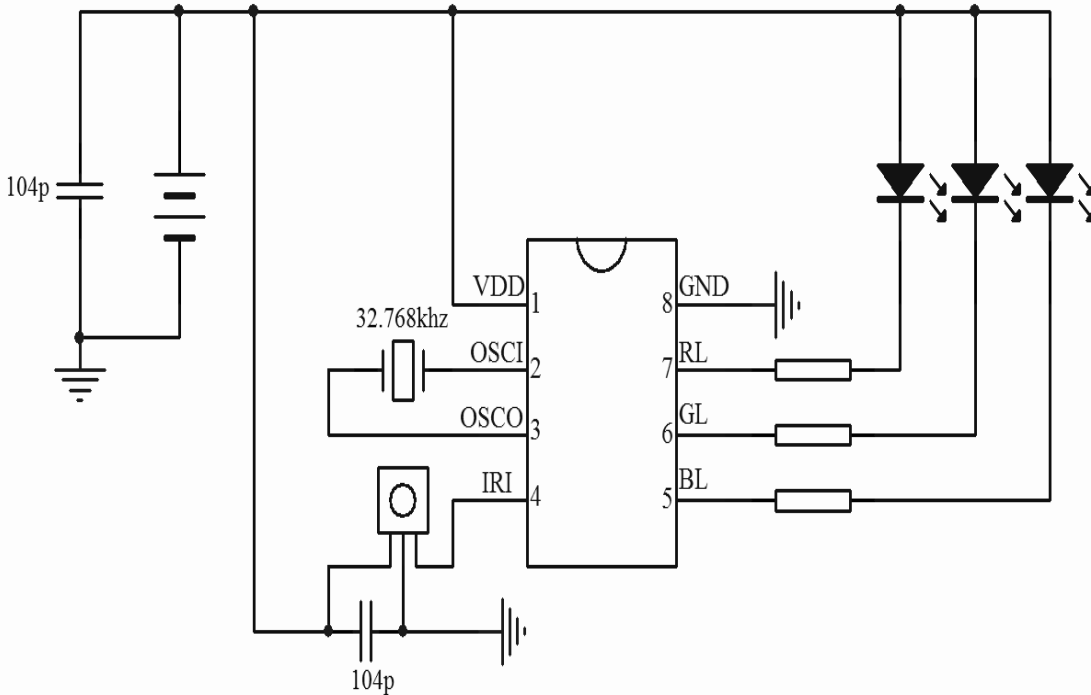 104p
32.768khz
VDD
1
OSCI
2
OSCO
3
IRI
4
GND
8
RL
7
GL
6
BL
5
104p